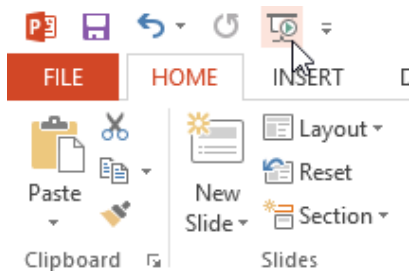 FILE HOME INSERT D
Layout
Reset
Paste New
Slide Section
Clipboard Slides